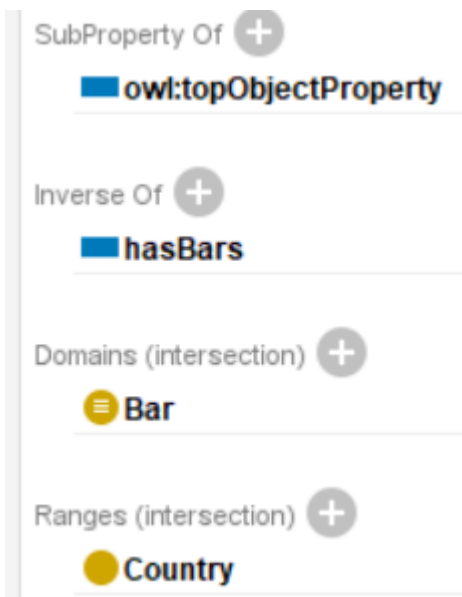 SubProperty Of
owl:topObjectProperty
Inverse Of
hasBars
Domains (intersection)
Bar
Ranges (intersection)
Country